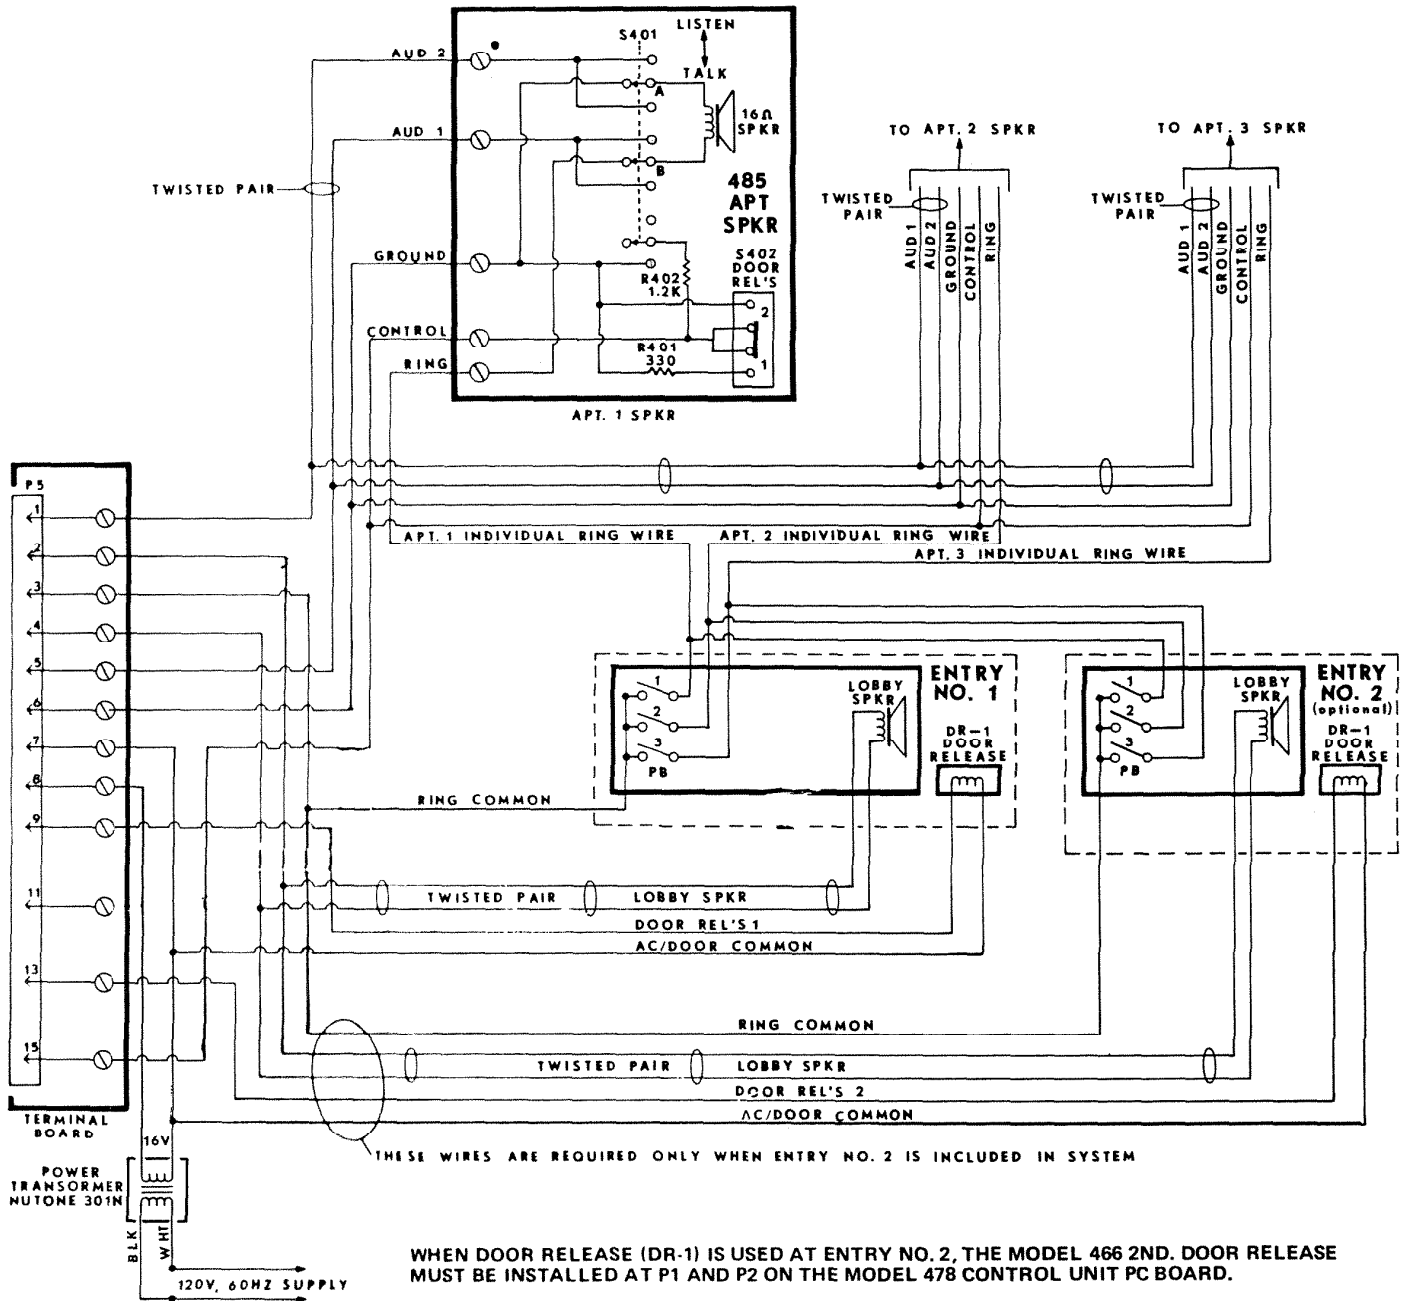 LISTEN
S401
AUD 2
TALK
A
16Ω
SPKR
AUD 1
B
TWISTED PAIR
485
APT
SPKR
GROUND
R402
1.2K
S402
DOOR
REL'S
2
CONTROL
R401
330
1
RING
APT. 1 SPKR
TO APT. 2 SPKR
TWISTED
PAIR
AUD 1
AUD 2
GROUND
CONTROL
RING
TO APT. 3 SPKR
TWISTED
PAIR
AUD 1
AUD 2
GROUND
CONTROL
RING
P5
1
2
3
4
5
6
7
8
9
11
13
15
TERMINAL
BOARD
APT. 1 INDIVIDUAL RING WIRE
APT. 2 INDIVIDUAL RING WIRE
APT. 3 INDIVIDUAL RING WIRE
1
2
3
PB
LOBBY
SPKR
ENTRY
NO. 1
DR-1
DOOR
RELEASE
1
2
3
PB
LOBBY
SPKR
ENTRY
NO. 2
(optional)
DR-1
DOOR
RELEASE
RING COMMON
TWISTED PAIR LOBBY SPKR
DOOR REL'S 1
AC/DOOR COMMON
RING COMMON
TWISTED PAIR LOBBY SPKR
DOOR REL'S 2
AC/DOOR COMMON
THESE WIRES ARE REQUIRED ONLY WHEN ENTRY NO. 2 IS INCLUDED IN SYSTEM
16V
POWER
TRANSORMER
NUTONE 301N
BLK
WHT
120V, 60HZ SUPPLY
WHEN DOOR RELEASE (DR-1) IS USED AT ENTRY NO. 2, THE MODEL 466 2ND. DOOR RELEASE
MUST BE INSTALLED AT P1 AND P2 ON THE MODEL 478 CONTROL UNIT PC BOARD.